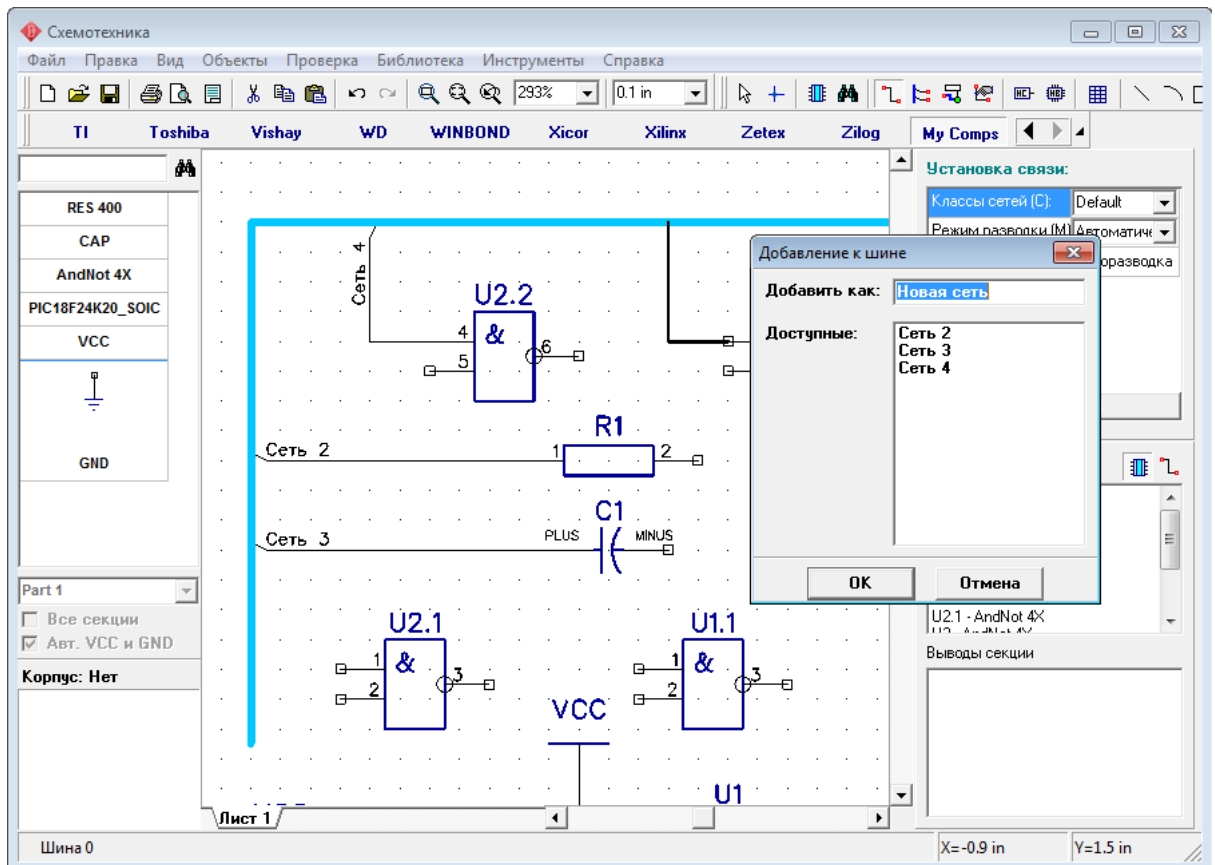 Схемотехника
Файл Правка Вид Объекты Проверка Библиотека Инструменты Справка
293% 0.1 in
TI Toshiba Vishay WD WINBOND Xicor Xilinx Zetex Zilog My Comps
RES 400
CAP
AndNot 4X
PIC18F24K20_SOIC
VCC
GND
Part 1
Все секции
Авт. VCC и GND
Корпус: Нет
Сеть 4
U2.2
&
4
5
6
R1
Сеть 2
1
2
C1
Сеть 3
PLUS
MINUS
U2.1
1
&
2
3
U1.1
1
&
2
3
VCC
U1
Лист 1
Установка связи:
Классы сетей (C): Default
Режим разводки (M)
Добавление к шине
Добавить как: Новая сеть
Доступные:
Сеть 2
Сеть 3
Сеть 4
OK Отмена
U2.1 - AndNot 4X
Выводы секции
Шина 0 X=-0.9 in Y=1.5 in